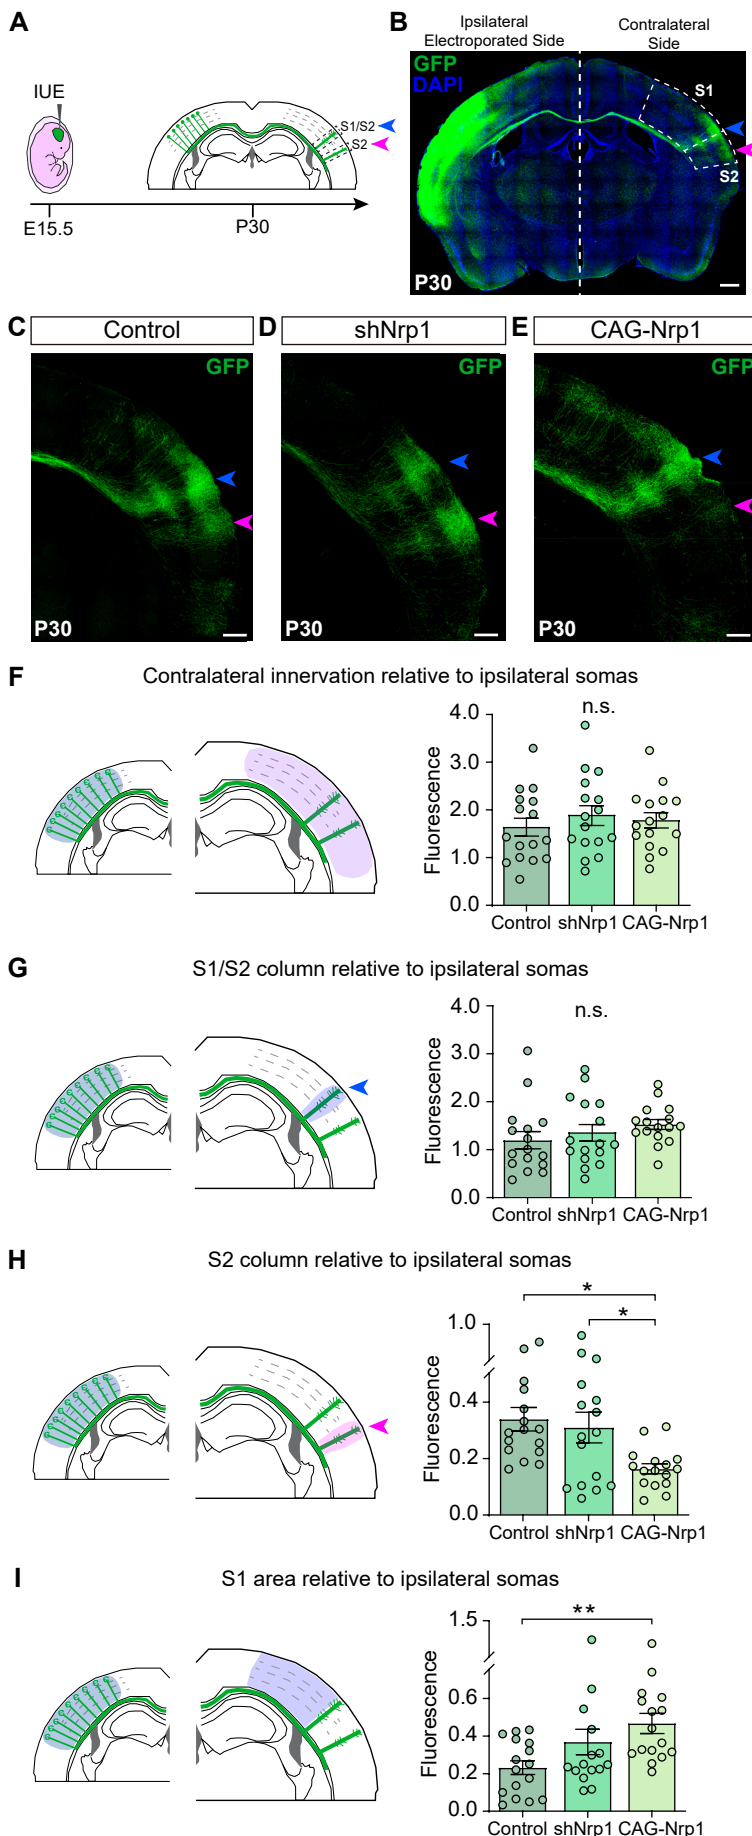 A
IUE
S1/S2
S2
E15.5
P30
B
Ipsilateral
Electroporated Side
Contralateral
Side
GFP
DAPI
S1
S2
P30
C
Control
GFP
P30
D
shNrp1
GFP
P30
E
CAG-Nrp1
GFP
P30
F
Contralateral innervation relative to ipsilateral somas
n.s.
Fluorescence
4.0
3.0
2.0
1.0
0.0
Control
shNrp1
CAG-Nrp1
G
S1/S2 column relative to ipsilateral somas
n.s.
Fluorescence
4.0
3.0
2.0
1.0
0.0
Control
shNrp1
CAG-Nrp1
H
S2 column relative to ipsilateral somas
*
*
Fluorescence
1.0
0.4
0.2
0.0
Control
shNrp1
CAG-Nrp1
I
S1 area relative to ipsilateral somas
**
Fluorescence
1.5
0.6
0.4
0.2
0.0
Control
shNrp1
CAG-Nrp1